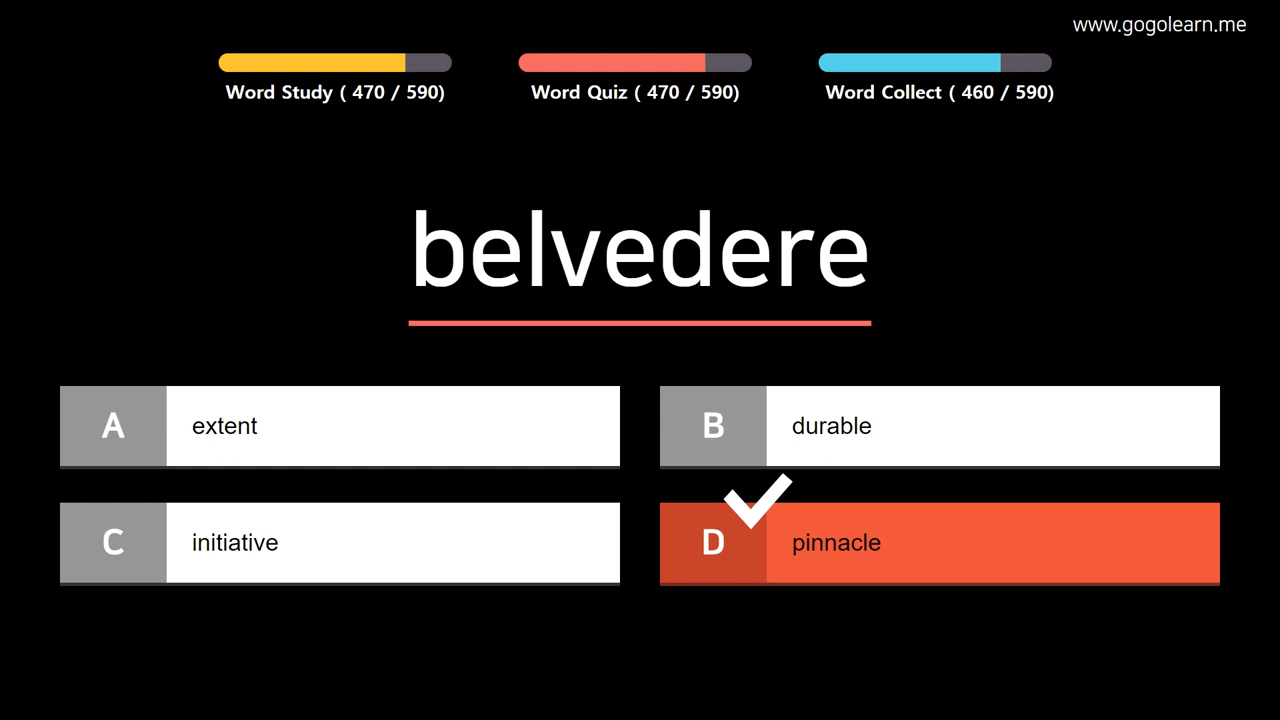 www.gogolearn.me
Word Study ( 470 / 590)
Word Quiz ( 470 / 590)
Word Collect ( 460 / 590)
belvedere
A
extent
B
durable
C
initiative
D
pinnacle